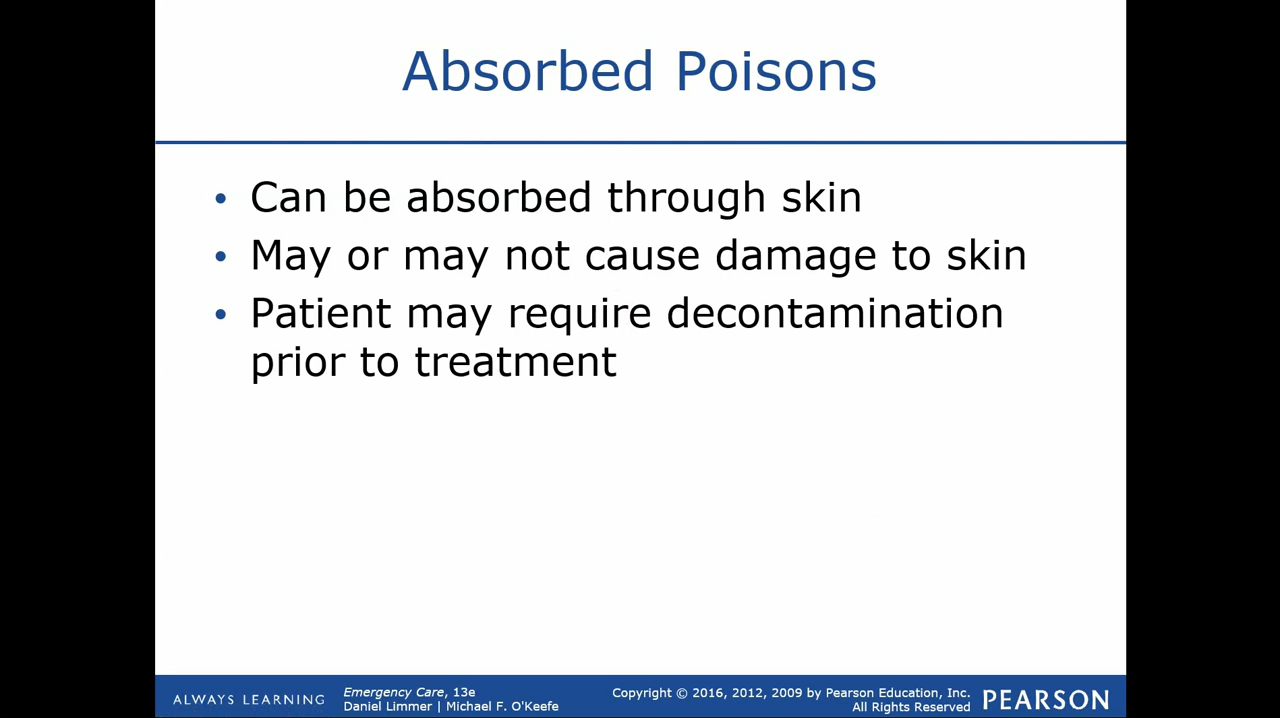 Absorbed Poisons
• Can be absorbed through skin
• May or may not cause damage to skin
• Patient may require decontamination
prior to treatment
ALWAYS LEARNING
Emergency Care, 13e
Daniel Limmer | Michael F. O'Keefe
Copyright © 2016, 2012, 2009 by Pearson Education, Inc.
All Rights Reserved
PEARSON